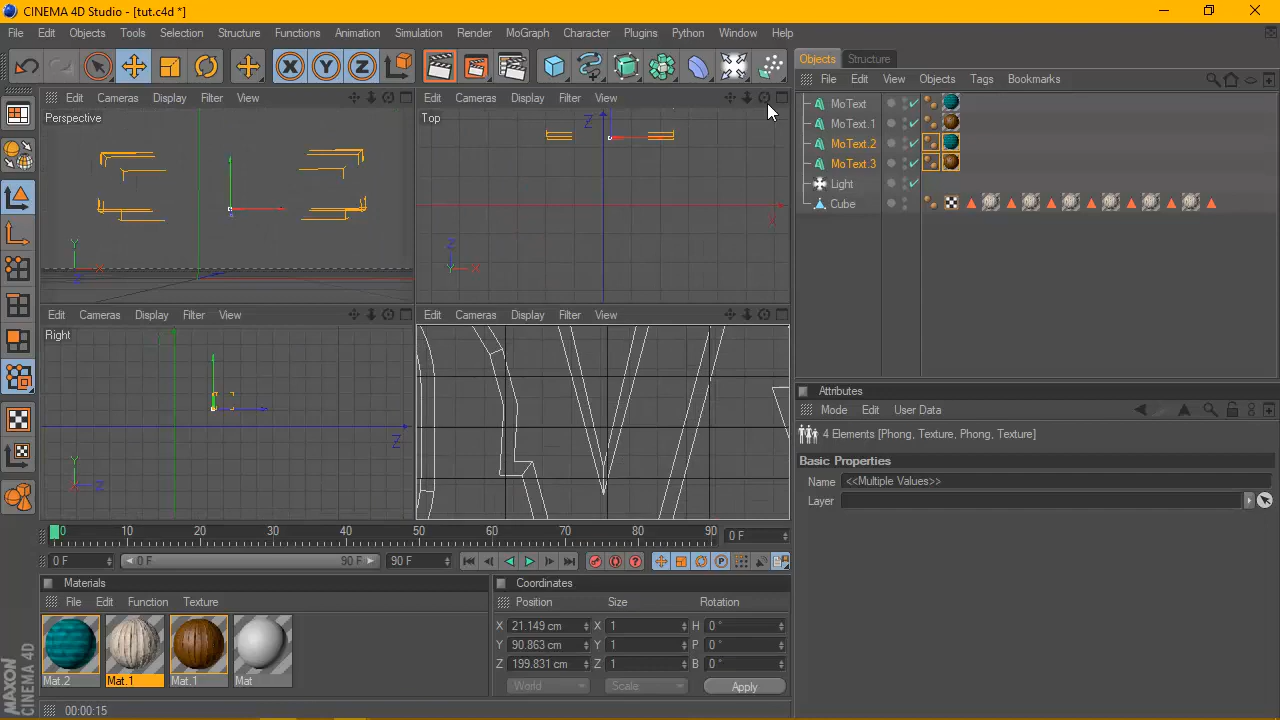 CINEMA 4D Studio - [tut.c4d *]
File Edit Objects Tools Selection Structure Functions Animation Simulation Render MoGraph Character Plugins Python Window Help
X Y Z
Objects Structure
File Edit View Objects Tags Bookmarks
MoText
MoText.1
MoText.2
MoText.3
Light
Cube
Edit Cameras Display Filter View
Perspective
Y X Z
Edit Cameras Display Filter View
Top
Z X
Z Y X
Edit Cameras Display Filter View
Right
Z
Y X Z
Edit Cameras Display Filter View
Attributes
Mode Edit User Data
4 Elements [Phong, Texture, Phong, Texture]
Basic Properties
Name <<Multiple Values>>
Layer
0 10 20 30 40 50 60 70 80 90 0 F
0 F 0 F 90 F 90 F
Materials
File Edit Function Texture
Mat.2 Mat.1 Mat.1 Mat
Coordinates
Position Size Rotation
X 21.149 cm X 1 H 0 °
Y 90.863 cm Y 1 P 0 °
Z 199.831 cm Z 1 B 0 °
World Scale Apply
MAXON CINEMA 4D
00:00:15